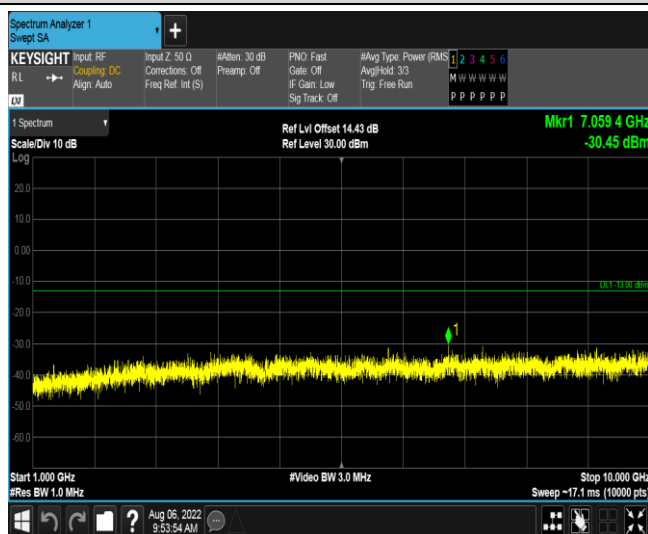 Spectrum Analyzer 1
Swept SA
+
KEYSIGHT Input: RF Input Z: 50 Ω #Atten: 30 dB PNO: Fast #Avg Type: Power (RMS 1 2 3 4 5 6
RL Coupling: DC Corrections: Off Preamp: Off Gate: Off Avg|Hold: 3/3 M W W W W W
Align: Auto Freq Ref: Int (S) IF Gain: Low Trig: Free Run
Sig Track: Off P P P P P P
LXI
1 Spectrum Ref Lvl Offset 14.43 dB Mkr1 7.059 4 GHz
Scale/Div 10 dB Ref Level 30.00 dBm -30.45 dBm
Log
20.0
10.0
0.00
-10.0
DL1 -13.00 dBm
-20.0
-30.0
1
-40.0
-50.0
-60.0
Start 1.000 GHz #Video BW 3.0 MHz Stop 10.000 GHz
#Res BW 1.0 MHz Sweep ~17.1 ms (10000 pts)
? Aug 06, 2022
9:53:54 AM